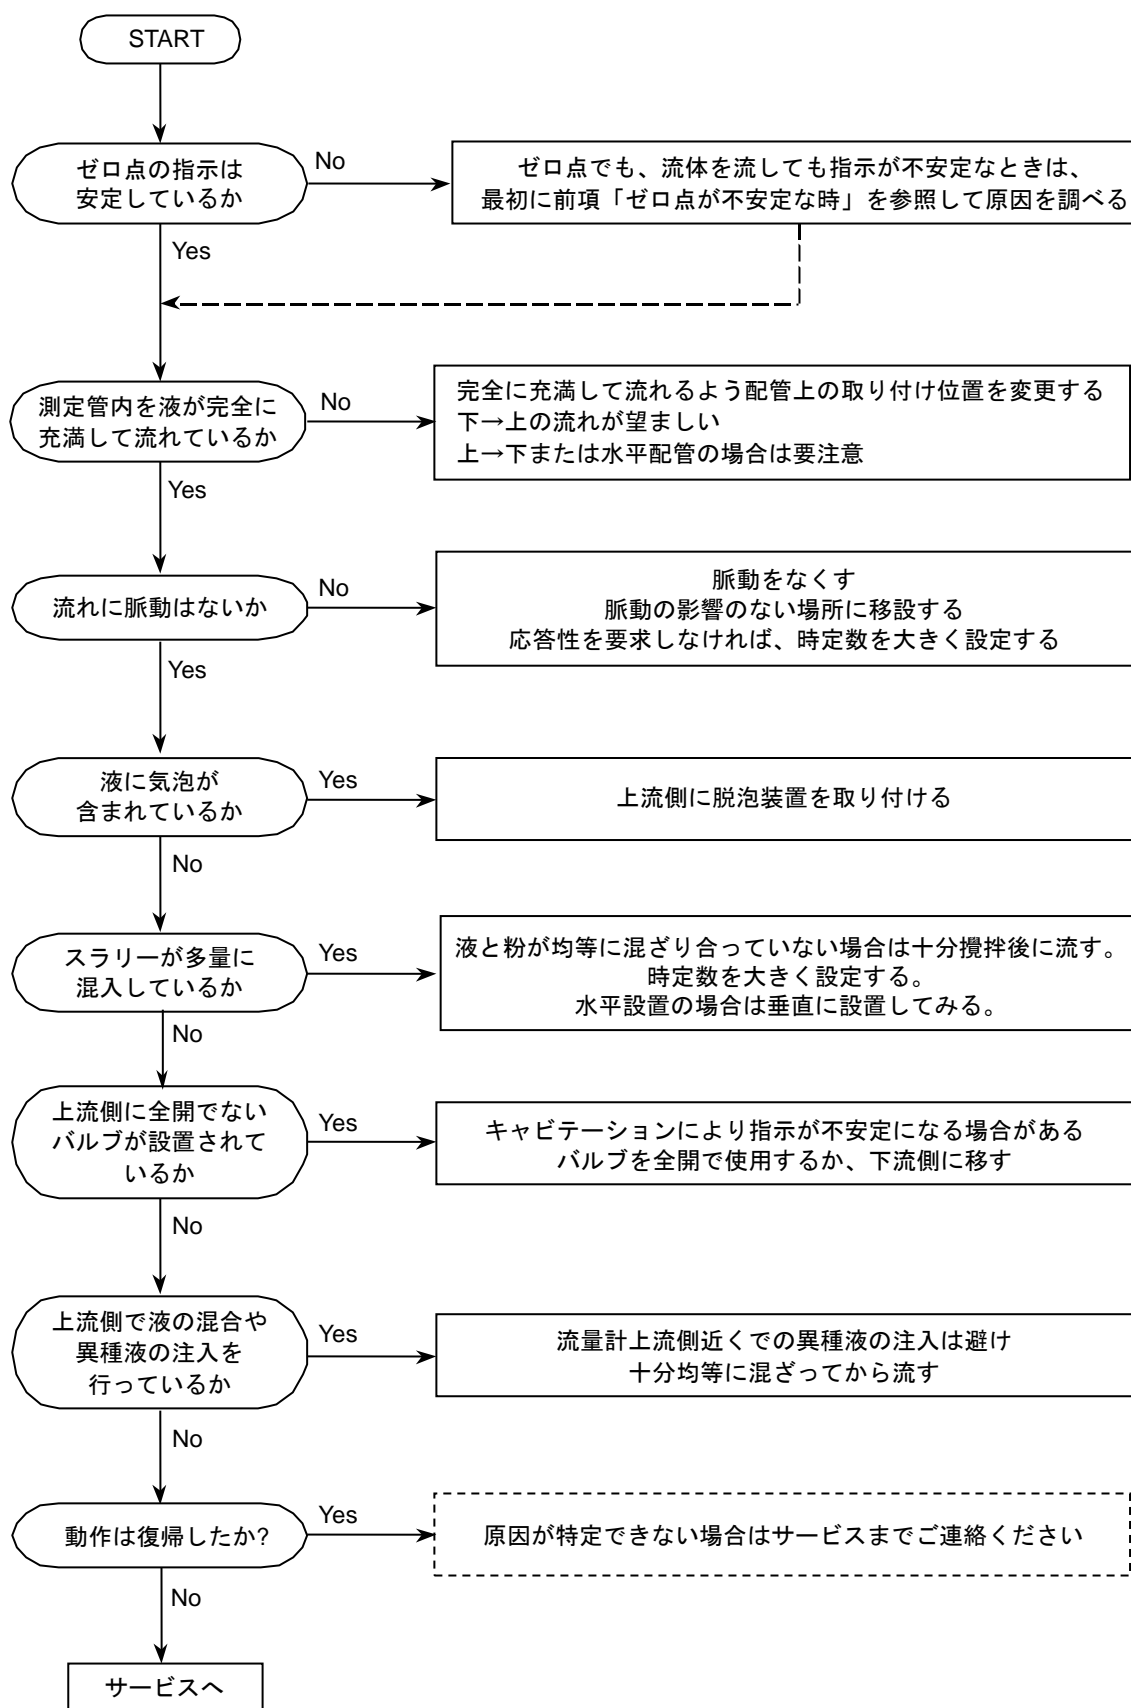 START
ゼロ点の指示は
安定しているか
No
ゼロ点でも、流体を流しても指示が不安定なときは、
最初に前項「ゼロ点が不安定な時」を参照して原因を調べる
Yes
測定管内を液が完全に
充満して流れているか
No
完全に充満して流れるよう配管上の取り付け位置を変更する
下→上の流れが望ましい
上→下または水平配管の場合は要注意
Yes
流れに脈動はないか
No
脈動をなくす
脈動の影響のない場所に移設する
応答性を要求しなければ、時定数を大きく設定する
Yes
液に気泡が
含まれているか
Yes
上流側に脱泡装置を取り付ける
No
スラリーが多量に
混入しているか
Yes
液と粉が均等に混ざり合っていない場合は十分攪拌後に流す。
時定数を大きく設定する。
水平設置の場合は垂直に設置してみる。
No
上流側に全開でない
バルブが設置されて
いるか
Yes
キャビテーションにより指示が不安定になる場合がある
バルブを全開で使用するか、下流側に移す
No
上流側で液の混合や
異種液の注入を
行っているか
Yes
流量計上流側近くでの異種液の注入は避け
十分均等に混ざってから流す
No
動作は復帰したか?
Yes
原因が特定できない場合はサービスまでご連絡ください
No
サービスへ